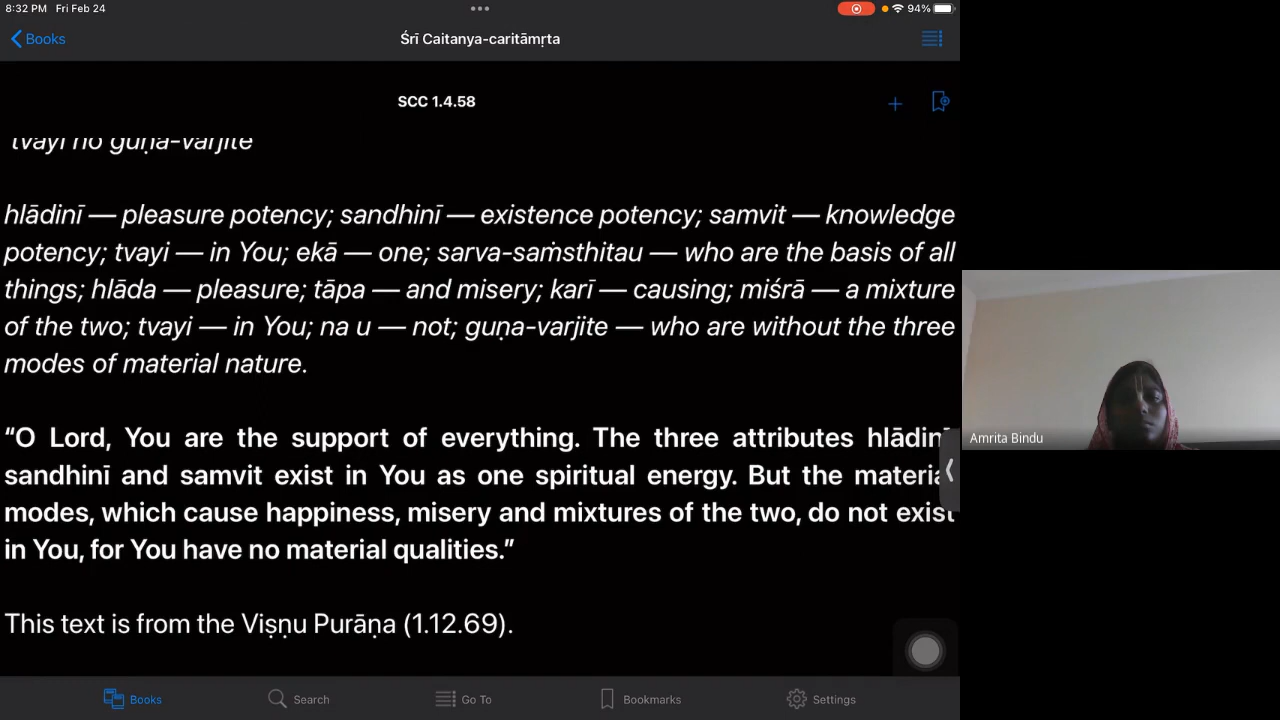 8:32 PM Fri Feb 24
94%
Books
Śrī Caitanya-caritāmṛta
SCC 1.4.58
tvayi no guṇa-varjite
hlādinī — pleasure potency; sandhinī — existence potency; samvit — knowledge
potency; tvayi — in You; ekā — one; sarva-saṁsthitau — who are the basis of all
things; hlāda — pleasure; tāpa — and misery; karī — causing; miśrā — a mixture
of the two; tvayi — in You; na u — not; guṇa-varjite — who are without the three
modes of material nature.
“O Lord, You are the support of everything. The three attributes hlādinī
sandhinī and samvit exist in You as one spiritual energy. But the material
modes, which cause happiness, misery and mixtures of the two, do not exist
in You, for You have no material qualities.”
This text is from the Viṣṇu Purāṇa (1.12.69).
Amrita Bindu
Books Search Go To Bookmarks Settings